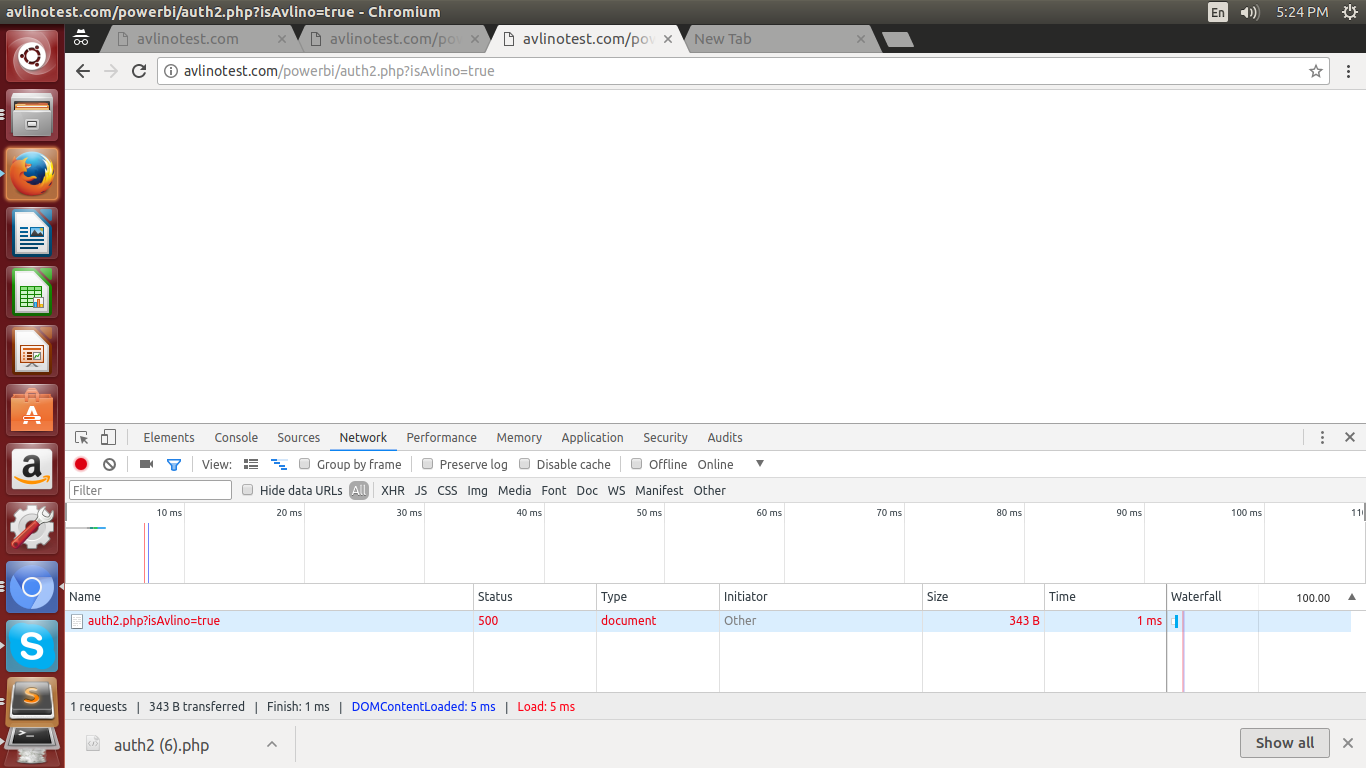 avlinotest.com/powerbi/auth2.php?isAvlino=true - Chromium
En
5:24 PM
avlinotest.com
avlinotest.com/po
avlinotest.com/pow
New Tab
avlinotest.com/powerbi/auth2.php?isAvlino=true
Elements Console Sources Network Performance Memory Application Security Audits
View: Group by frame Preserve log Disable cache Offline Online
Filter Hide data URLs All XHR JS CSS Img Media Font Doc WS Manifest Other
10 ms 20 ms 30 ms 40 ms 50 ms 60 ms 70 ms 80 ms 90 ms 100 ms 11
Name Status Type Initiator Size Time Waterfall 100.00
auth2.php?isAvlino=true 500 document Other 343 B 1 ms
1 requests | 343 B transferred | Finish: 1 ms | DOMContentLoaded: 5 ms | Load: 5 ms
auth2 (6).php
Show all